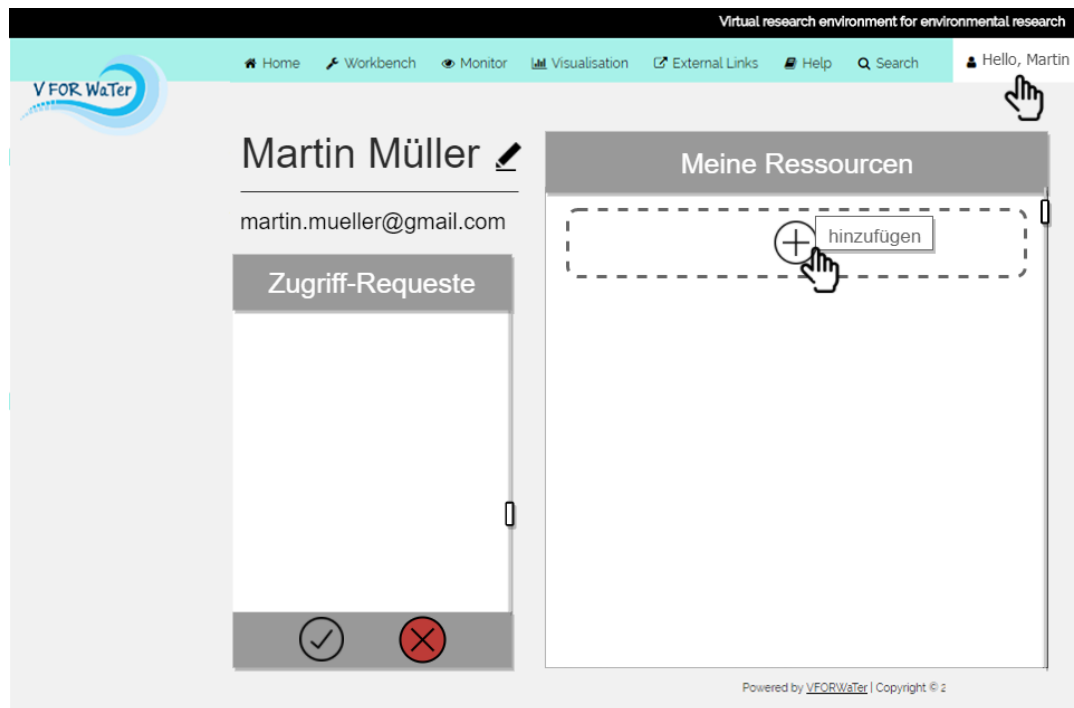 Virtual research environment for environmental research
Home Workbench Monitor Visualisation External Links Help Search Hello, Martin
V FOR WaTer
Martin Müller
martin.mueller@gmail.com
Zugriff-Requeste
Meine Ressourcen
hinzufügen
Powered by VFORWaTer | Copyright © 2